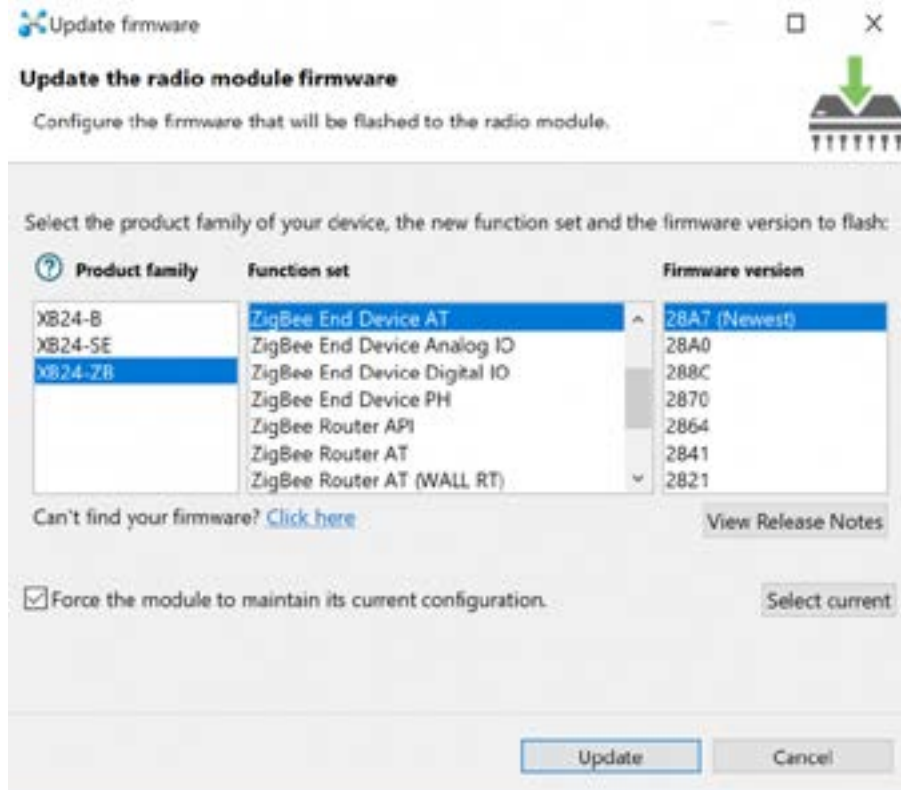 Update firmware
Update the radio module firmware
Configure the firmware that will be flashed to the radio module.
Select the product family of your device, the new function set and the firmware version to flash:
Product family
Function set
Firmware version
XB24-B
XB24-SE
XB24-ZB
ZigBee End Device AT
ZigBee End Device Analog IO
ZigBee End Device Digital IO
ZigBee End Device PH
ZigBee Router API
ZigBee Router AT
ZigBee Router AT (WALL RT)
28A7 (Newest)
28A0
288C
2870
2864
2841
2821
Can't find your firmware? Click here
View Release Notes
Force the module to maintain its current configuration.
Select current
Update
Cancel